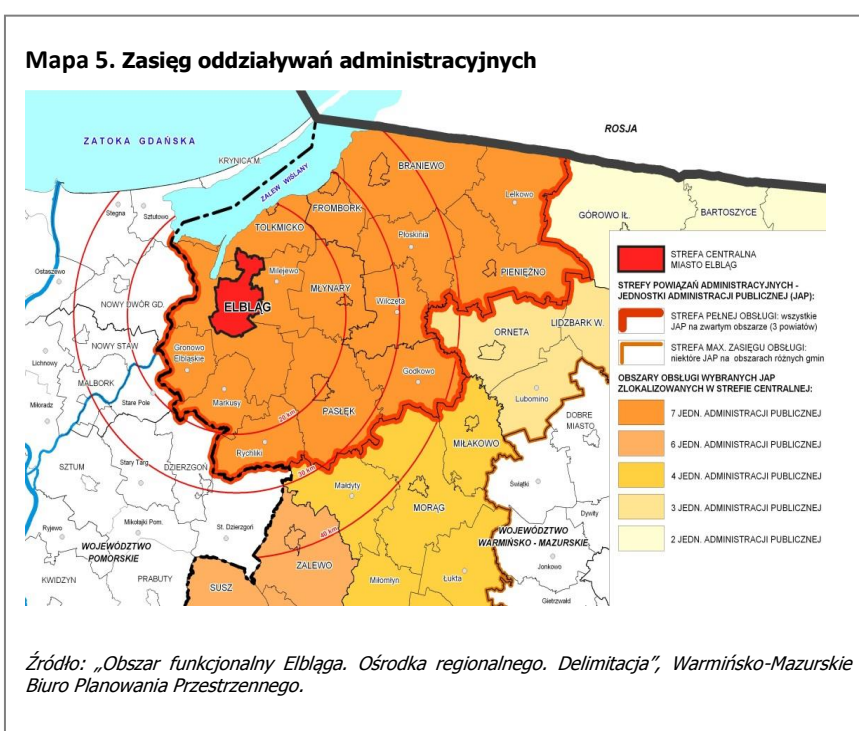 Mapa 5. Zasięg oddziaływań administracyjnych
ROSJA
ZATOKA GDAŃSKA
KRYNICA M.
ZALEW WIŚLANY
BRANIEWO
Lelkowo
FROMBORK
Stegna
Sztutowo
TOLKMICKO
Płoskinia
GÓROWO IŁ.
BARTOSZYCE
Ostaszewo
Milejewo
PIENIĘŻNO
MŁYNARY
NOWY DWÓR GD.
ELBLĄG
Wilczęta
ORNETA
LIDZBARK W.
NOWY STAW
Gronowo
Elbląskie
Lichnowy
MALBORK
Godkowo
Lubomino
Miłoradz
Stare Pole
Markusy
PASŁĘK
20 km
DOBRE
MIASTO
Rychliki
MIŁAKOWO
SZTUM
Stary Targ
DZIERZGOŃ
30 km
Małdyty
Świątki
MORĄG
Dywity
Ryjewo
Mikołajki Pom.
St. Dzierzgoń
40 km
WOJEWÓDZTWO
POMORSKIE
WOJEWÓDZTWO
WARMIŃSKO - MAZURSKIE
ZALEWO
Jonkowo
KWIDZYN
PRABUTY
SUSZ
Miłomłyn
Łukta
Gietrzwałd
STREFA CENTRALNA
MIASTO ELBLĄG
STREFY POWIĄZAŃ ADMINISTRACYJNYCH -
JEDNOSTKI ADMINISTRACJI PUBLICZNEJ (JAP):
STREFA PEŁNEJ OBSŁUGI: wszystkie
JAP na zwartym obszarze (3 powiatów)
STREFA MAX. ZASIĘGU OBSŁUGI:
niektóre JAP na obszarach różnych gmin
OBSZARY OBSŁUGI WYBRANYCH JAP
ZLOKALIZOWANYCH W STREFIE CENTRALNEJ:
7 JEDN. ADMINISTRACJI PUBLICZNEJ
6 JEDN. ADMINISTRACJI PUBLICZNEJ
4 JEDN. ADMINISTRACJI PUBLICZNEJ
3 JEDN. ADMINISTRACJI PUBLICZNEJ
2 JEDN. ADMINISTRACJI PUBLICZNEJ
Źródło: „Obszar funkcjonalny Elbląga. Ośrodka regionalnego. Delimitacja”, Warmińsko-Mazurskie
Biuro Planowania Przestrzennego.